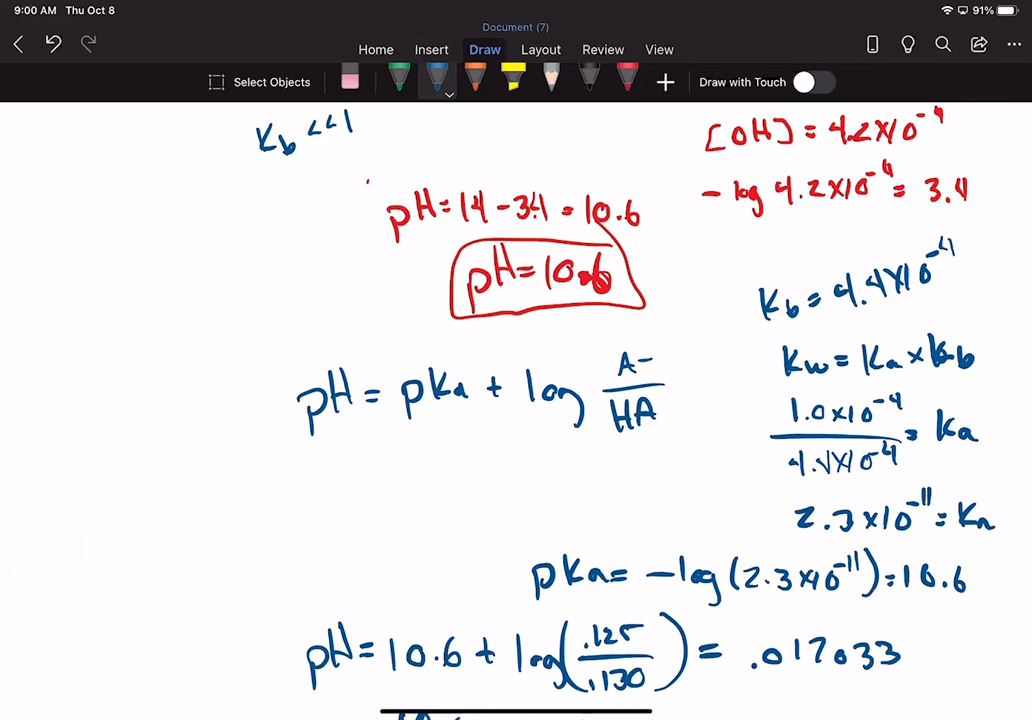 9:00 AM Thu Oct 8
91%
Document (7)
Home Insert Draw Layout Review View
Select Objects
Draw with Touch
Kb <<1
[OH] = 4.2x10^-4
-log 4.2x10^-4 = 3.4
pH = 14 - 3.4 = 10.6
pH = 10.6
Kb = 4.4x10^-4
Kw = Ka x Kb
pH = pKa + log A-/HA
1.0x10^-4 / 4.4x10^-4 = Ka
2.3x10^-11 = Ka
pKa = -log(2.3x10^-11) = 10.6
pH = 10.6 + log(.125/.130) = .017033